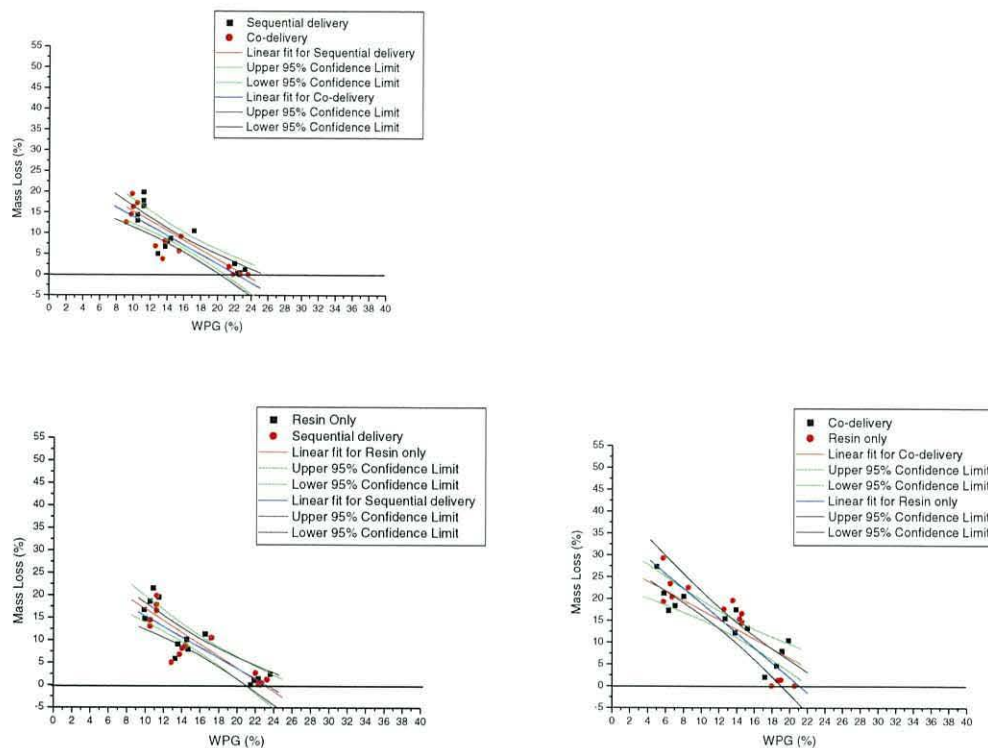 Sequential delivery
Co-delivery
Linear fit for Sequential delivery
Upper 95% Confidence Limit
Lower 95% Confidence Limit
Linear fit for Co-delivery
Upper 95% Confidence Limit
Lower 95% Confidence Limit
55
50
45
40
35
30
25
20
15
10
5
0
-5
Mass Loss (%)
0 2 4 6 8 10 12 14 16 18 20 22 24 26 28 30 32 34 36 38 40
WPG (%)
Resin Only
Sequential delivery
Linear fit for Resin only
Upper 95% Confidence Limit
Lower 95% Confidence Limit
Linear fit for Sequential delivery
Upper 95% Confidence Limit
Lower 95% Confidence Limit
55
50
45
40
35
30
25
20
15
10
5
0
-5
Mass Loss (%)
0 2 4 6 8 10 12 14 16 18 20 22 24 26 28 30 32 34 36 38 40
WPG (%)
Co-delivery
Resin only
Linear fit for Co-delivery
Upper 95% Confidence Limit
Lower 95% Confidence Limit
Linear fit for Resin only
Upper 95% Confidence Limit
Lower 95% Confidence Limit
55
50
45
40
35
30
25
20
15
10
5
0
-5
Mass Loss (%)
0 2 4 6 8 10 12 14 16 18 20 22 24 26 28 30 32 34 36 38 40
WPG (%)